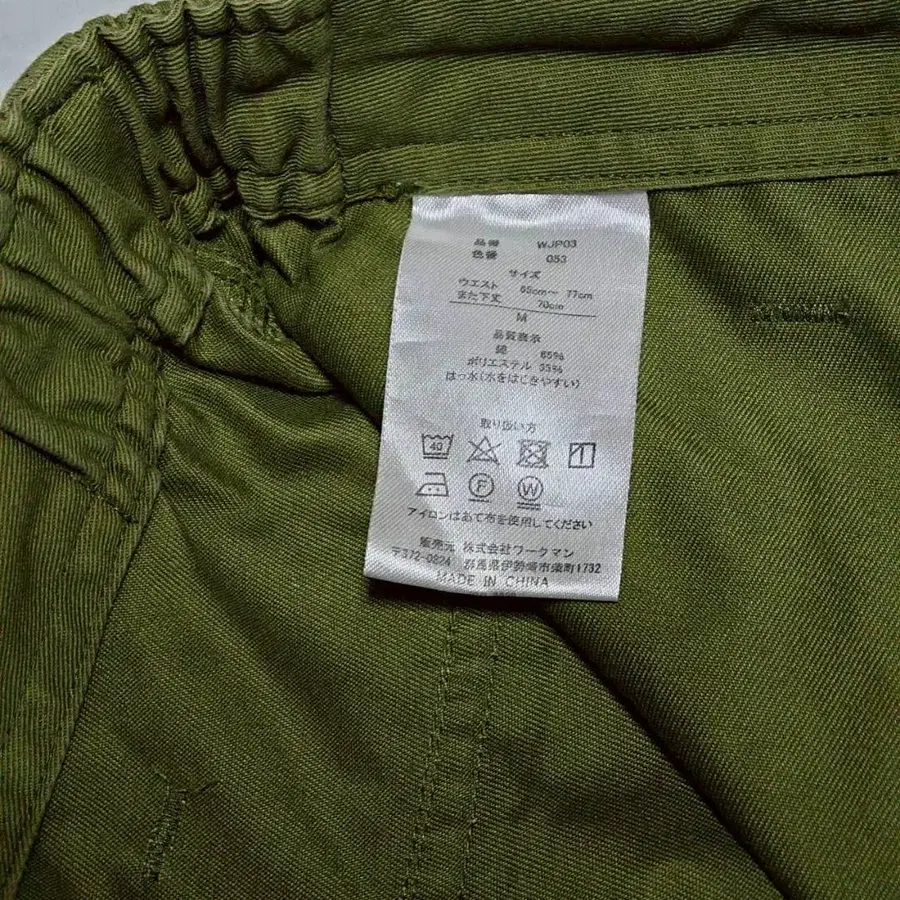 品番 WJP03
色番 053
サイズ
ウエスト 65cm〜77cm
また下丈 70cm
M
品質表示
綿 65%
ポリエステル 35%
はっ水(水をはじきやすい)
取り扱い方
40
F W
アイロンはあて布を使用してください
販売元 株式会社ワークマン
〒372-0824 群馬県伊勢崎市柴町1732
MADE IN CHINA